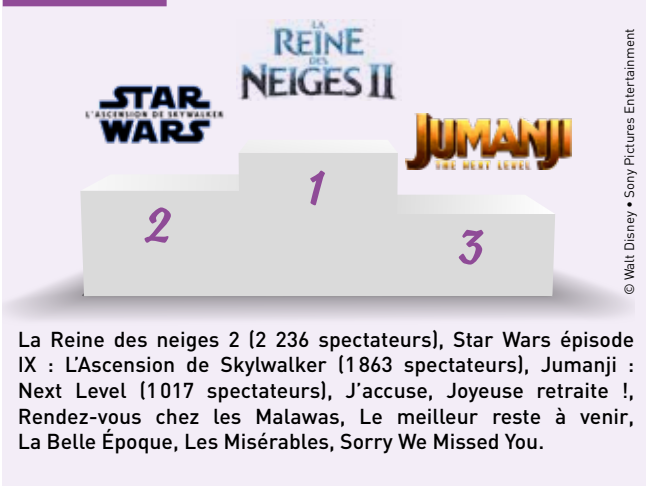 LA
REINE
DES
NEIGES II
STAR
L'ASCENSION DE SKYWALKER
WARS
JUMANJI
THE NEXT LEVEL
1
2
3
© Walt Disney • Sony Pictures Entertainment
La Reine des neiges 2 (2 236 spectateurs), Star Wars épisode
IX : L'Ascension de Skylwalker (1 863 spectateurs), Jumanji :
Next Level (1 017 spectateurs), J'accuse, Joyeuse retraite !,
Rendez-vous chez les Malawas, Le meilleur reste à venir,
La Belle Époque, Les Misérables, Sorry We Missed You.